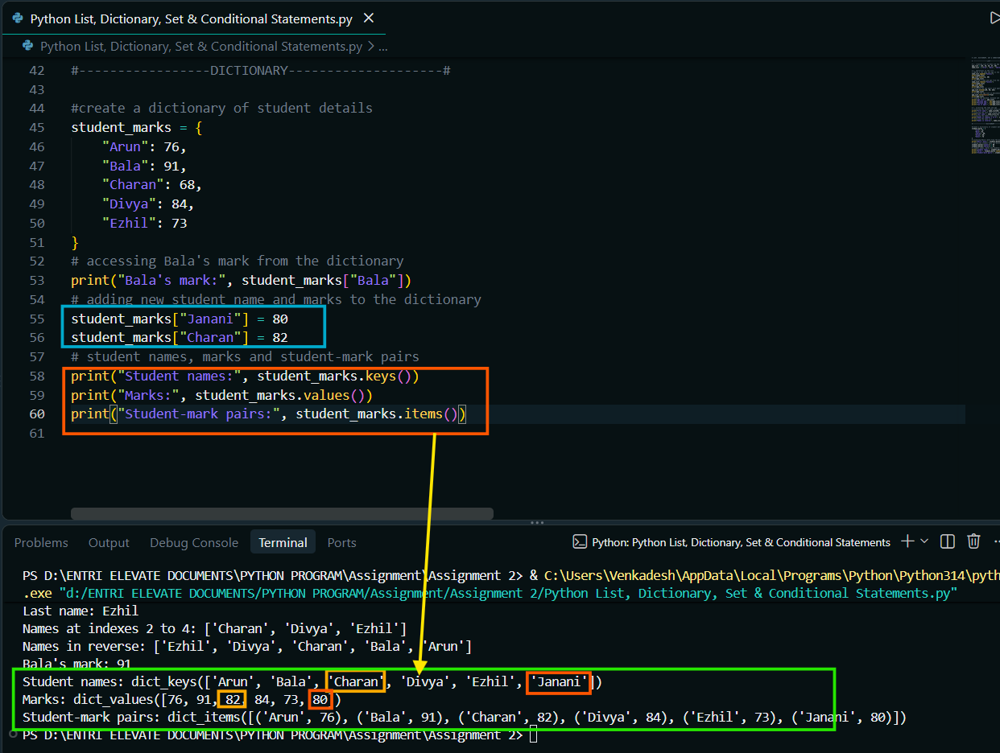 Python List, Dictionary, Set & Conditional Statements.py
Python List, Dictionary, Set & Conditional Statements.py > ...
42 #-----------------DICTIONARY--------------------#
43
44 #create a dictionary of student details
45 student_marks = {
46     "Arun": 76,
47     "Bala": 91,
48     "Charan": 68,
49     "Divya": 84,
50     "Ezhil": 73
51 }
52 # accessing Bala's mark from the dictionary
53 print("Bala's mark:", student_marks["Bala"])
54 # adding new student name and marks to the dictionary
55 student_marks["Janani"] = 80
56 student_marks["Charan"] = 82
57 # student names, marks and student-mark pairs
58 print("Student names:", student_marks.keys())
59 print("Marks:", student_marks.values())
60 print("Student-mark pairs:", student_marks.items())
61
Problems Output Debug Console Terminal Ports Python: Python List, Dictionary, Set & Conditional Statements
PS D:\ENTRI ELEVATE DOCUMENTS\PYTHON PROGRAM\Assignment\Assignment 2> & C:\Users\Venkadesh\AppData\Local\Programs\Python\Python314\pyth
.exe "d:/ENTRI ELEVATE DOCUMENTS/PYTHON PROGRAM/Assignment/Assignment 2/Python List, Dictionary, Set & Conditional Statements.py"
Last name: Ezhil
Names at indexes 2 to 4: ['Charan', 'Divya', 'Ezhil']
Names in reverse: ['Ezhil', 'Divya', 'Charan', 'Bala', 'Arun']
Bala's mark: 91
Student names: dict_keys(['Arun', 'Bala', 'Charan', 'Divya', 'Ezhil', 'Janani'])
Marks: dict_values([76, 91, 82, 84, 73, 80])
Student-mark pairs: dict_items([('Arun', 76), ('Bala', 91), ('Charan', 82), ('Divya', 84), ('Ezhil', 73), ('Janani', 80)])
PS D:\ENTRI ELEVATE DOCUMENTS\PYTHON PROGRAM\Assignment\Assignment 2>